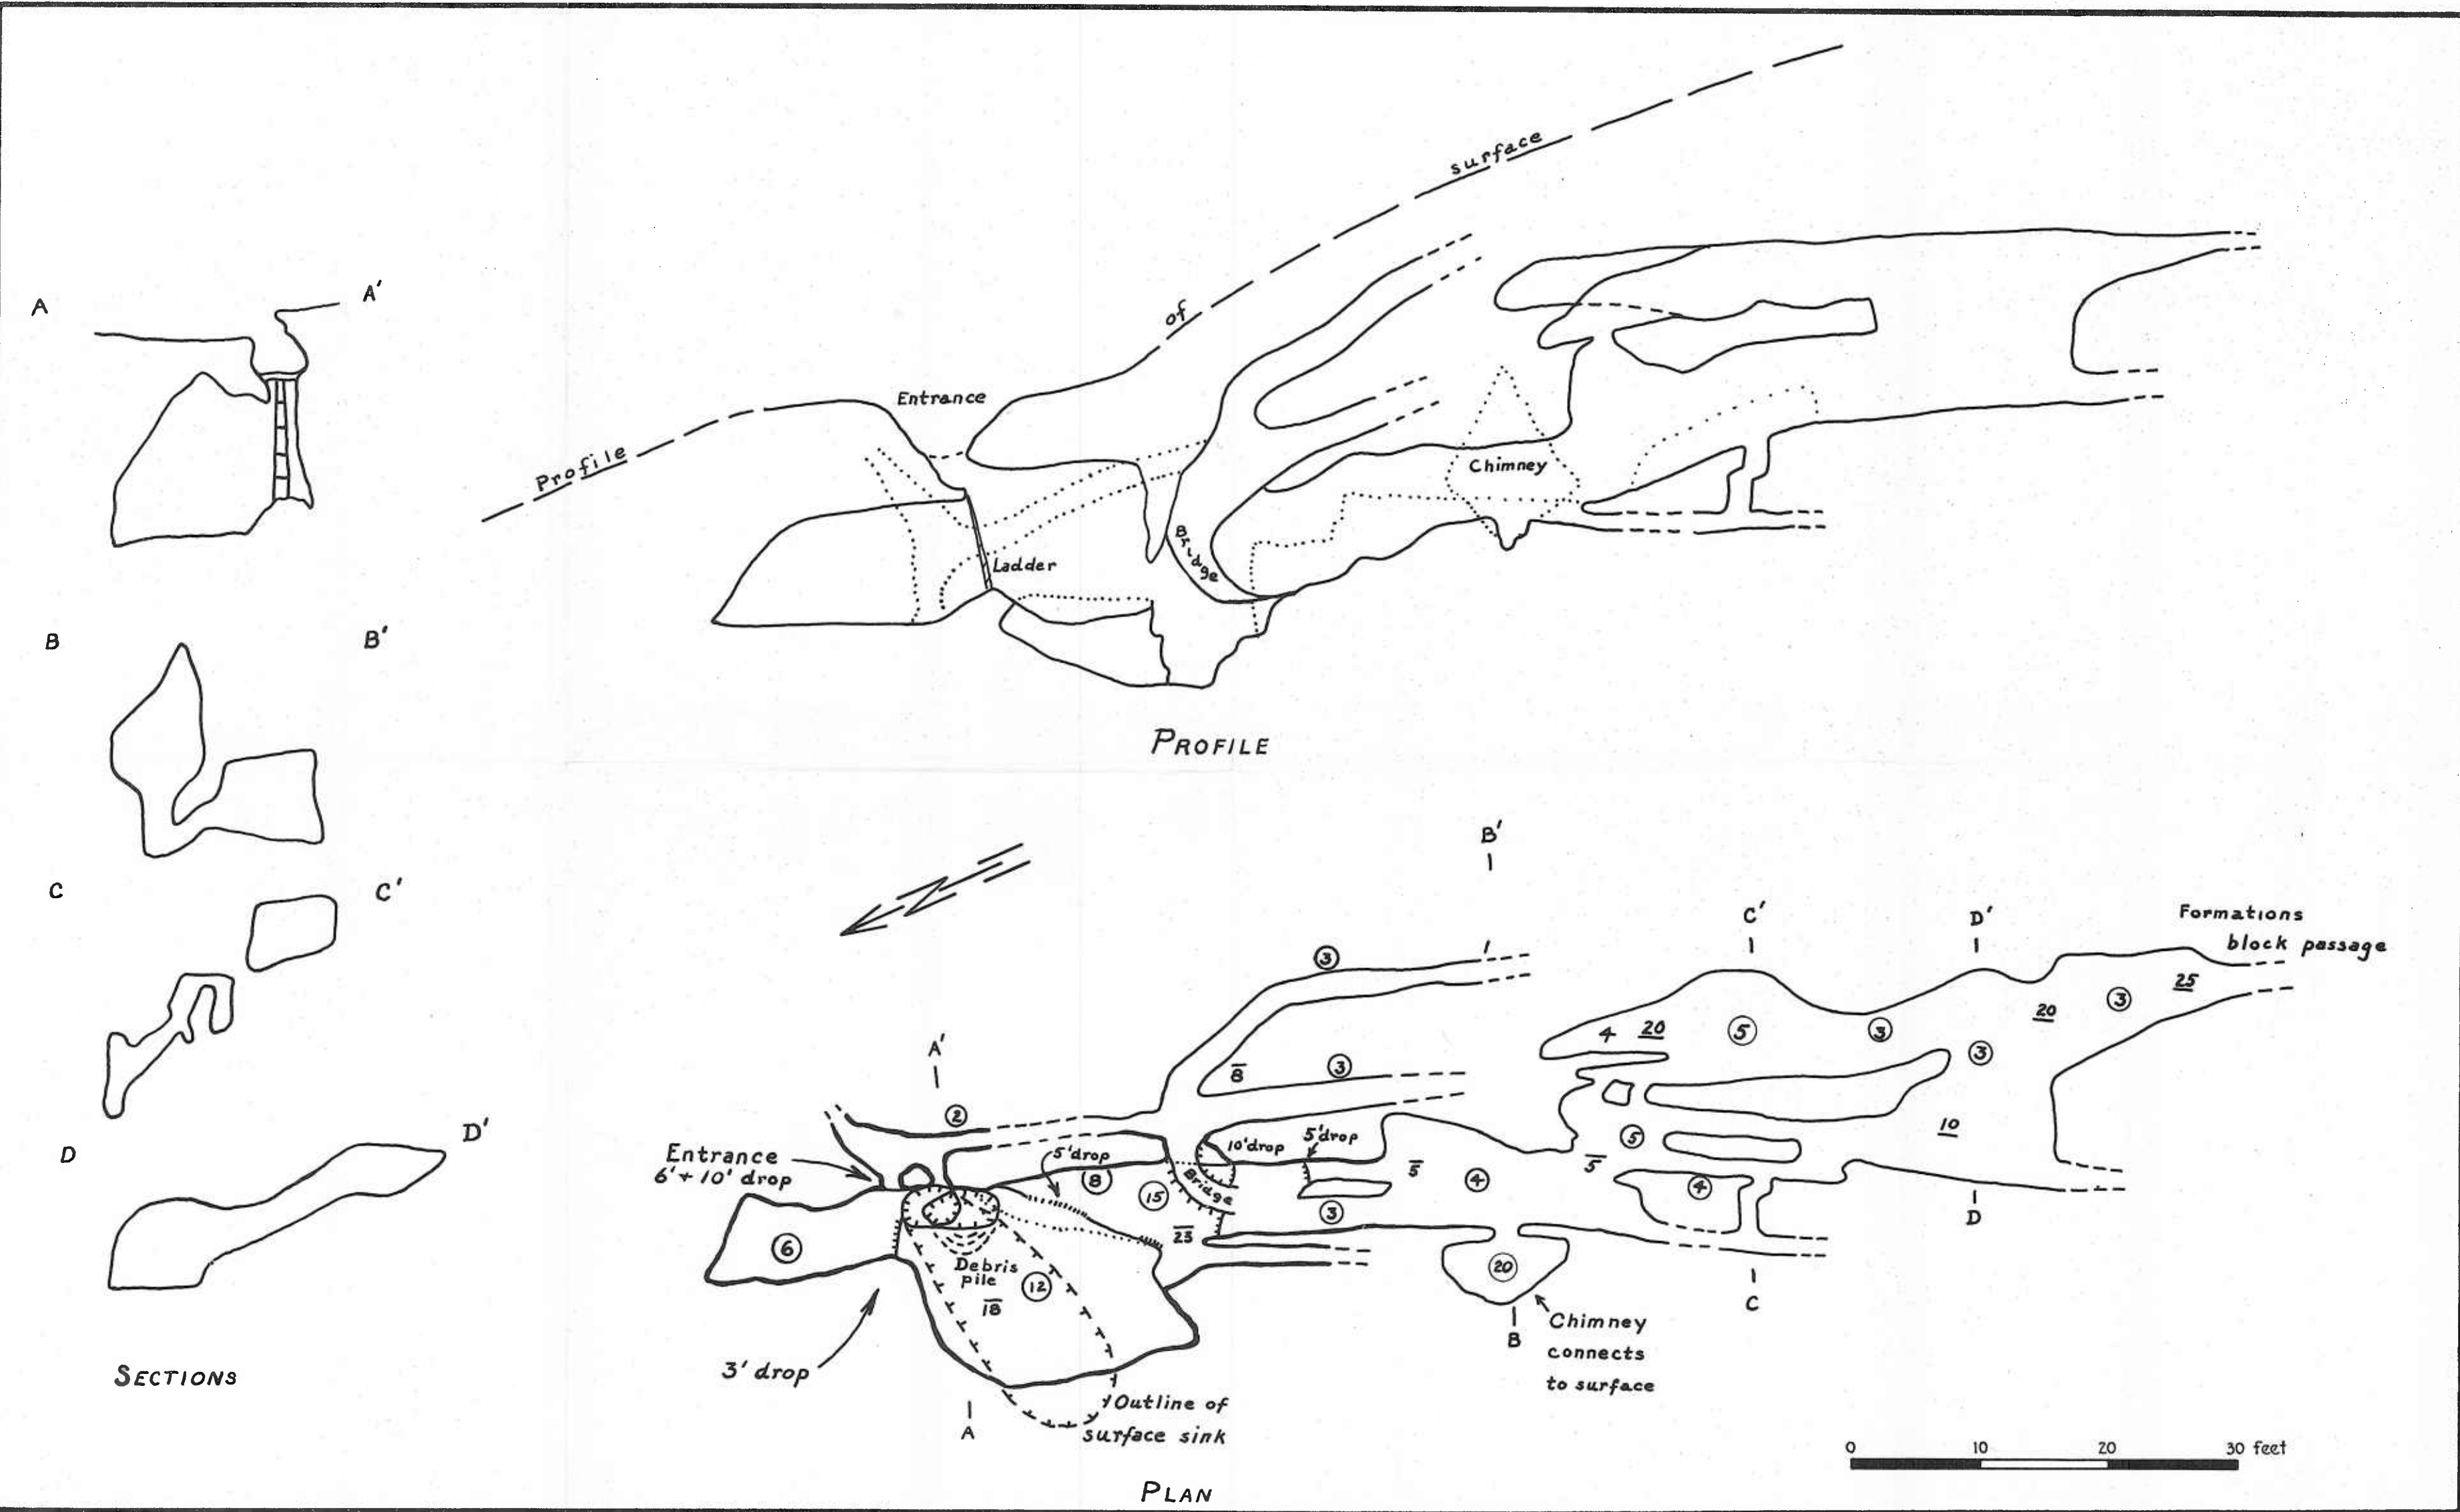 surface
of
Profile
Entrance
Chimney
Bridge
Ladder
PROFILE
A A'
B B'
C C'
D D'
SECTIONS
B'
C'
D'
Formations
block passage
3
1
25
20
3
4 20 5 3
3
A'
8 3
2
10
Entrance
6' + 10' drop
5' drop
10' drop
5' drop
5
5
5
8
15
Bridge
4
4
3
23
6
D
Debris
pile
12
18
20
C
B
Chimney
connects
to surface
3' drop
A
Outline of
surface sink
0 10 20 30 feet
PLAN